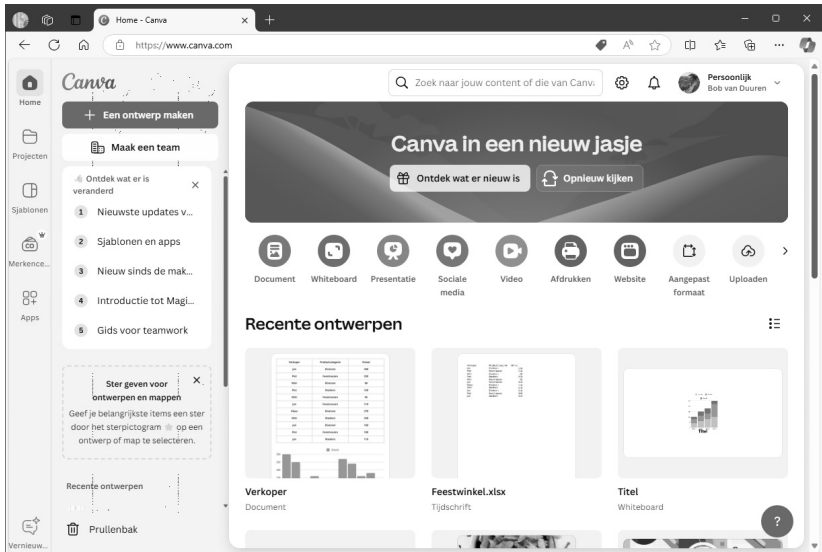 Home - Canva
https://www.canva.com
Home
Projecten
Sjablonen
Merkence...
Apps
Vernieuw...
Canva
Een ontwerp maken
Maak een team
Ontdek wat er is
veranderd
1 Nieuwste updates v...
2 Sjablonen en apps
3 Nieuw sinds de mak...
4 Introductie tot Magi...
5 Gids voor teamwork
Ster geven voor
ontwerpen en mappen
Geef je belangrijkste items een ster
door het sterpictogram op een
ontwerp of map te selecteren.
Recente ontwerpen
Prullenbak
Zoek naar jouw content of die van Canva
Persoonlijk
Bob van Duuren
Canva in een nieuw jasje
Ontdek wat er nieuw is
Opnieuw kijken
Document
Whiteboard
Presentatie
Sociale
media
Video
Afdrukken
Website
Aangepast
formaat
Uploaden
Recente ontwerpen
Titel
Verkoper
Document
Feestwinkel.xlsx
Tijdschrift
Titel
Whiteboard
?